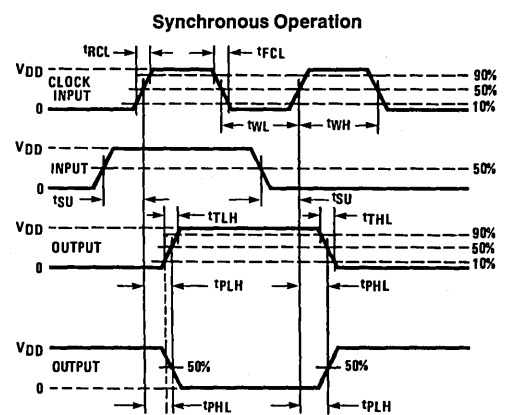 Synchronous Operation
tRCL tFCL
VDD
CLOCK
INPUT
0
90%
50%
10%
tWL tWH
VDD
INPUT
0
50%
tSU tSU
tTLH tTHL
VDD
OUTPUT
0
90%
50%
10%
tPLH tPHL
VDD
OUTPUT
0
50% 50%
tPHL tPLH